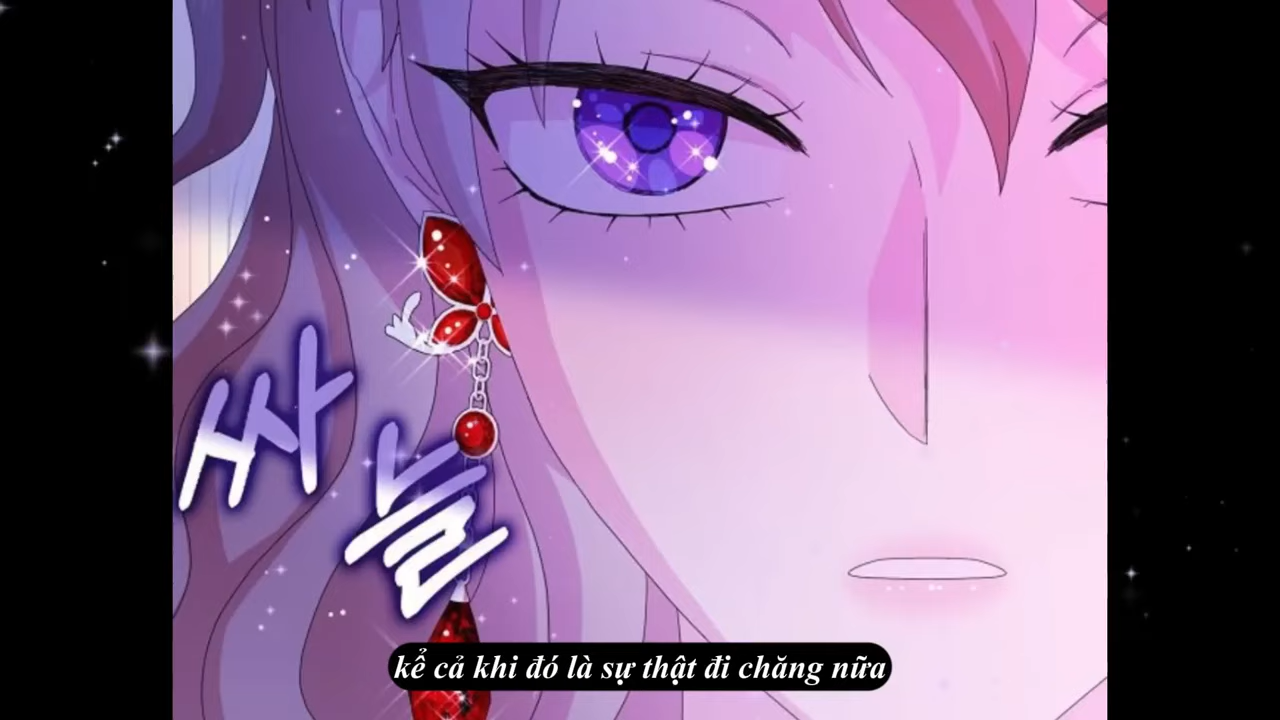 싸늘
kể cả khi đó là sự thật đi chăng nữa